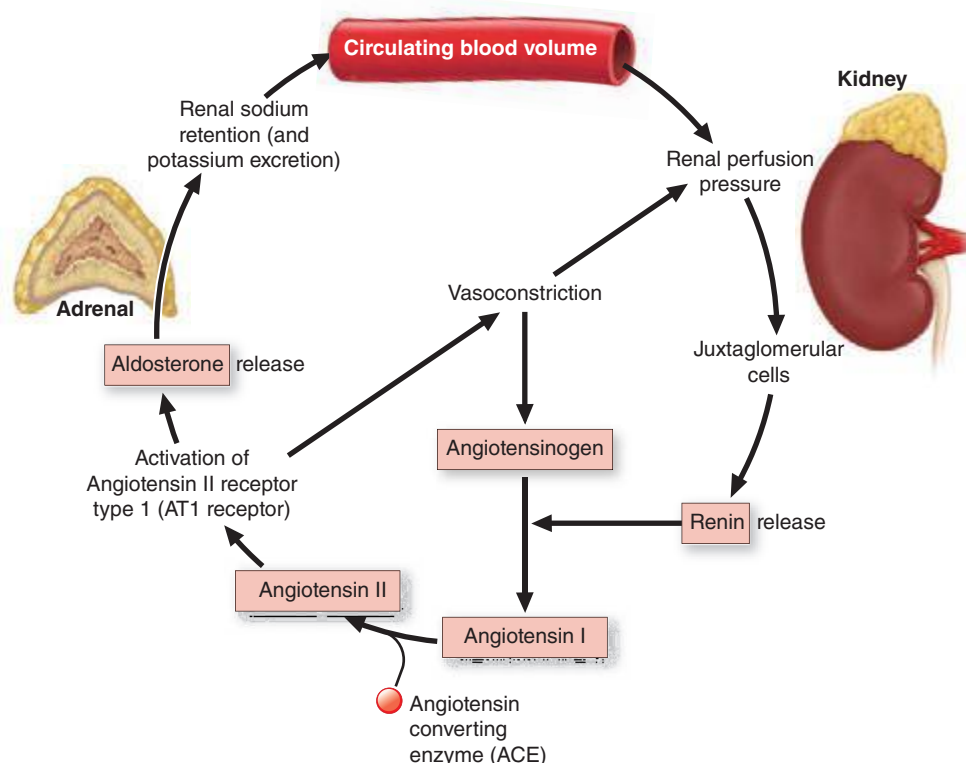 Circulating blood volume
Kidney
Renal sodium
retention (and
potassium excretion)
Renal perfusion
pressure
Adrenal
Vasoconstriction
Juxtaglomerular
cells
Aldosterone release
Angiotensinogen
Activation of
Angiotensin II receptor
type 1 (AT1 receptor)
Renin release
Angiotensin II
Angiotensin I
Angiotensin
converting
enzyme (ACE)